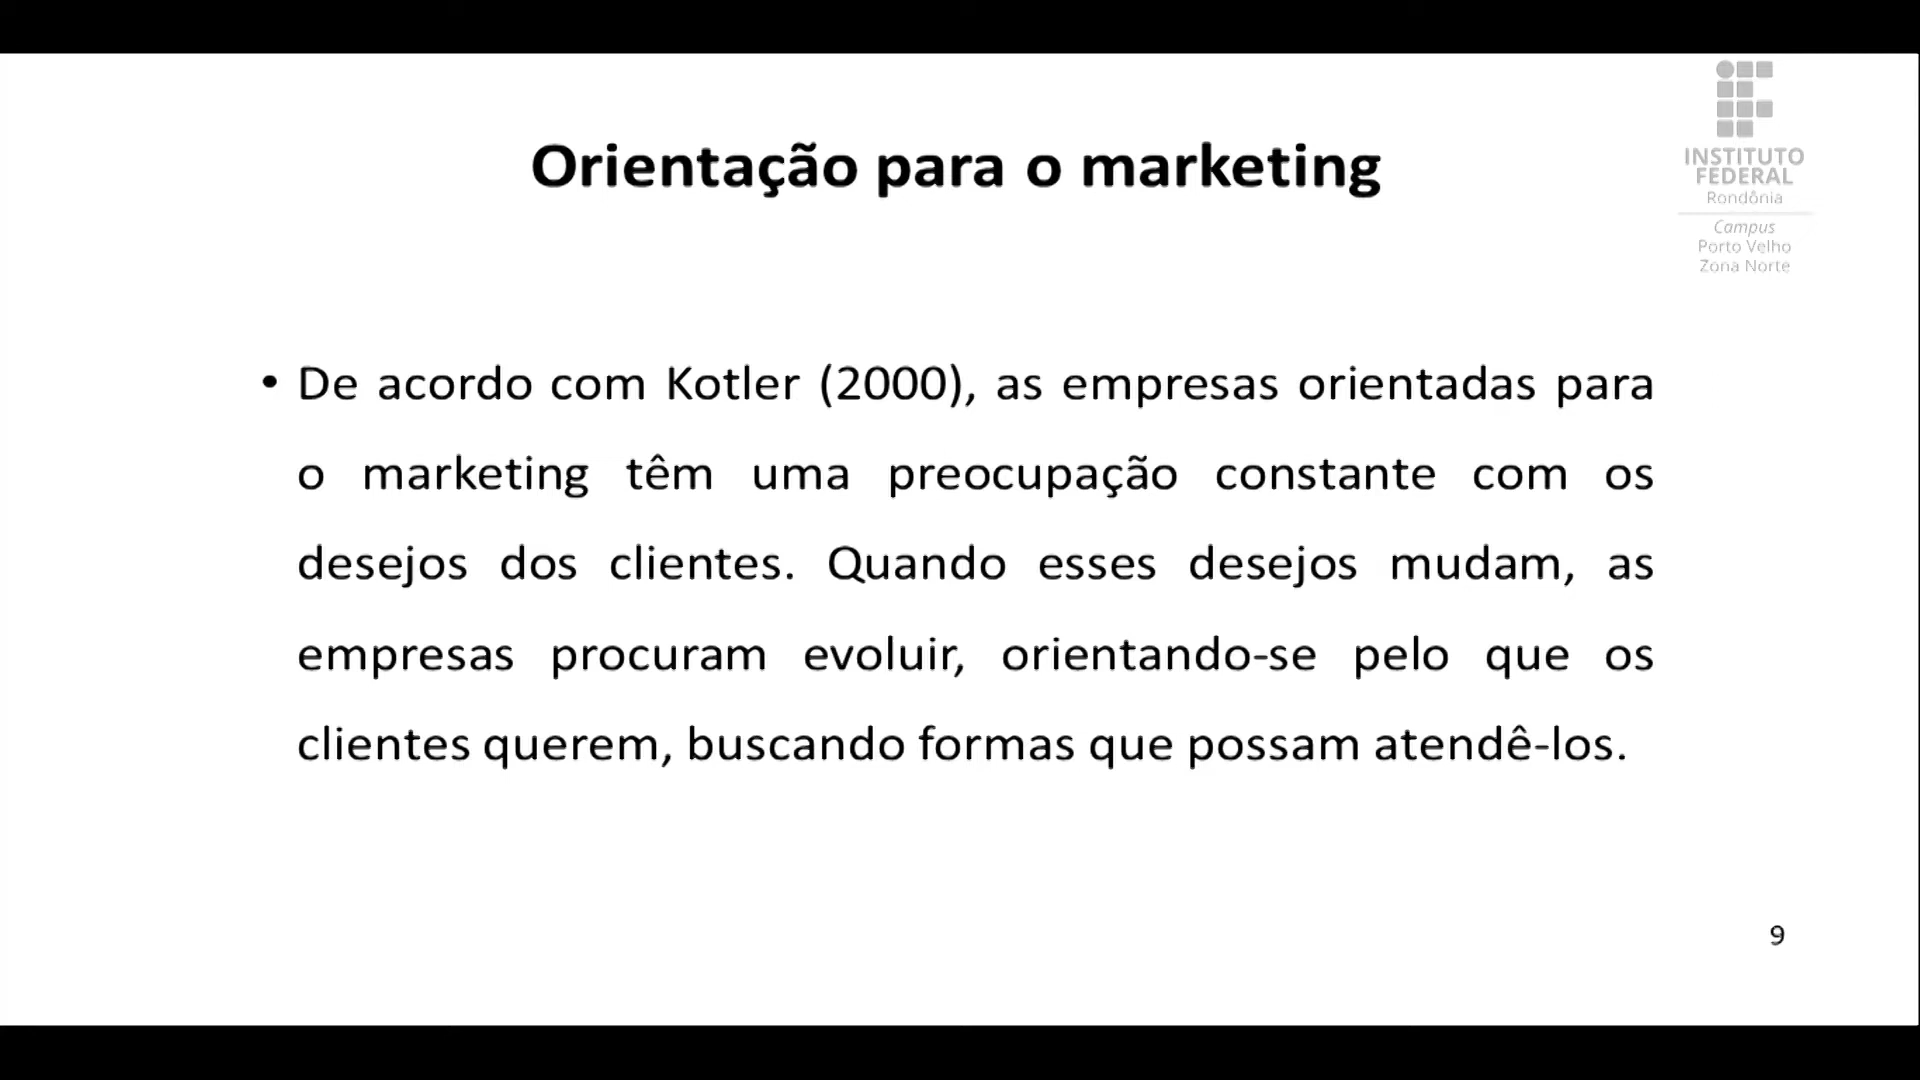 Orientação para o marketing
INSTITUTO
FEDERAL
Rondônia
Campus
Porto Velho
Zona Norte
• De acordo com Kotler (2000), as empresas orientadas para
o marketing têm uma preocupação constante com os
desejos dos clientes. Quando esses desejos mudam, as
empresas procuram evoluir, orientando-se pelo que os
clientes querem, buscando formas que possam atendê-los.
9